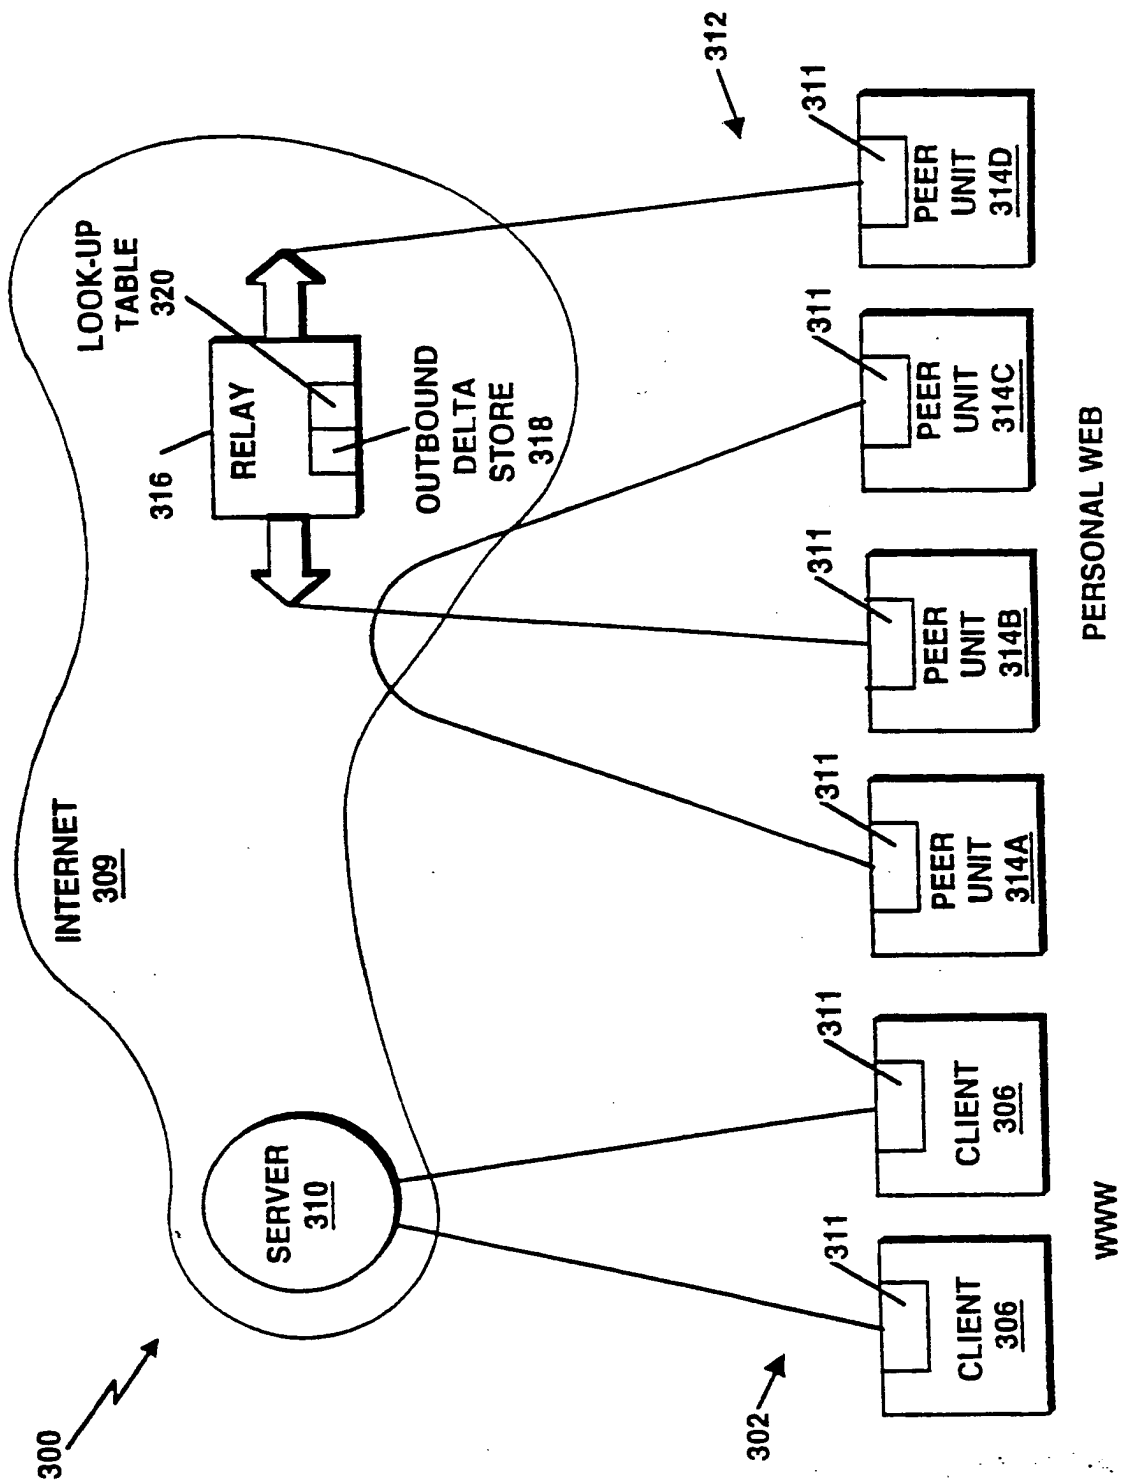 300
INTERNET
309
LOOK-UP
TABLE
320
316
RELAY
OUTBOUND
DELTA
STORE
318
SERVER
310
302
312
311
CLIENT
306
311
CLIENT
306
311
PEER
UNIT
314A
311
PEER
UNIT
314B
311
PEER
UNIT
314C
311
PEER
UNIT
314D
WWW
PERSONAL WEB